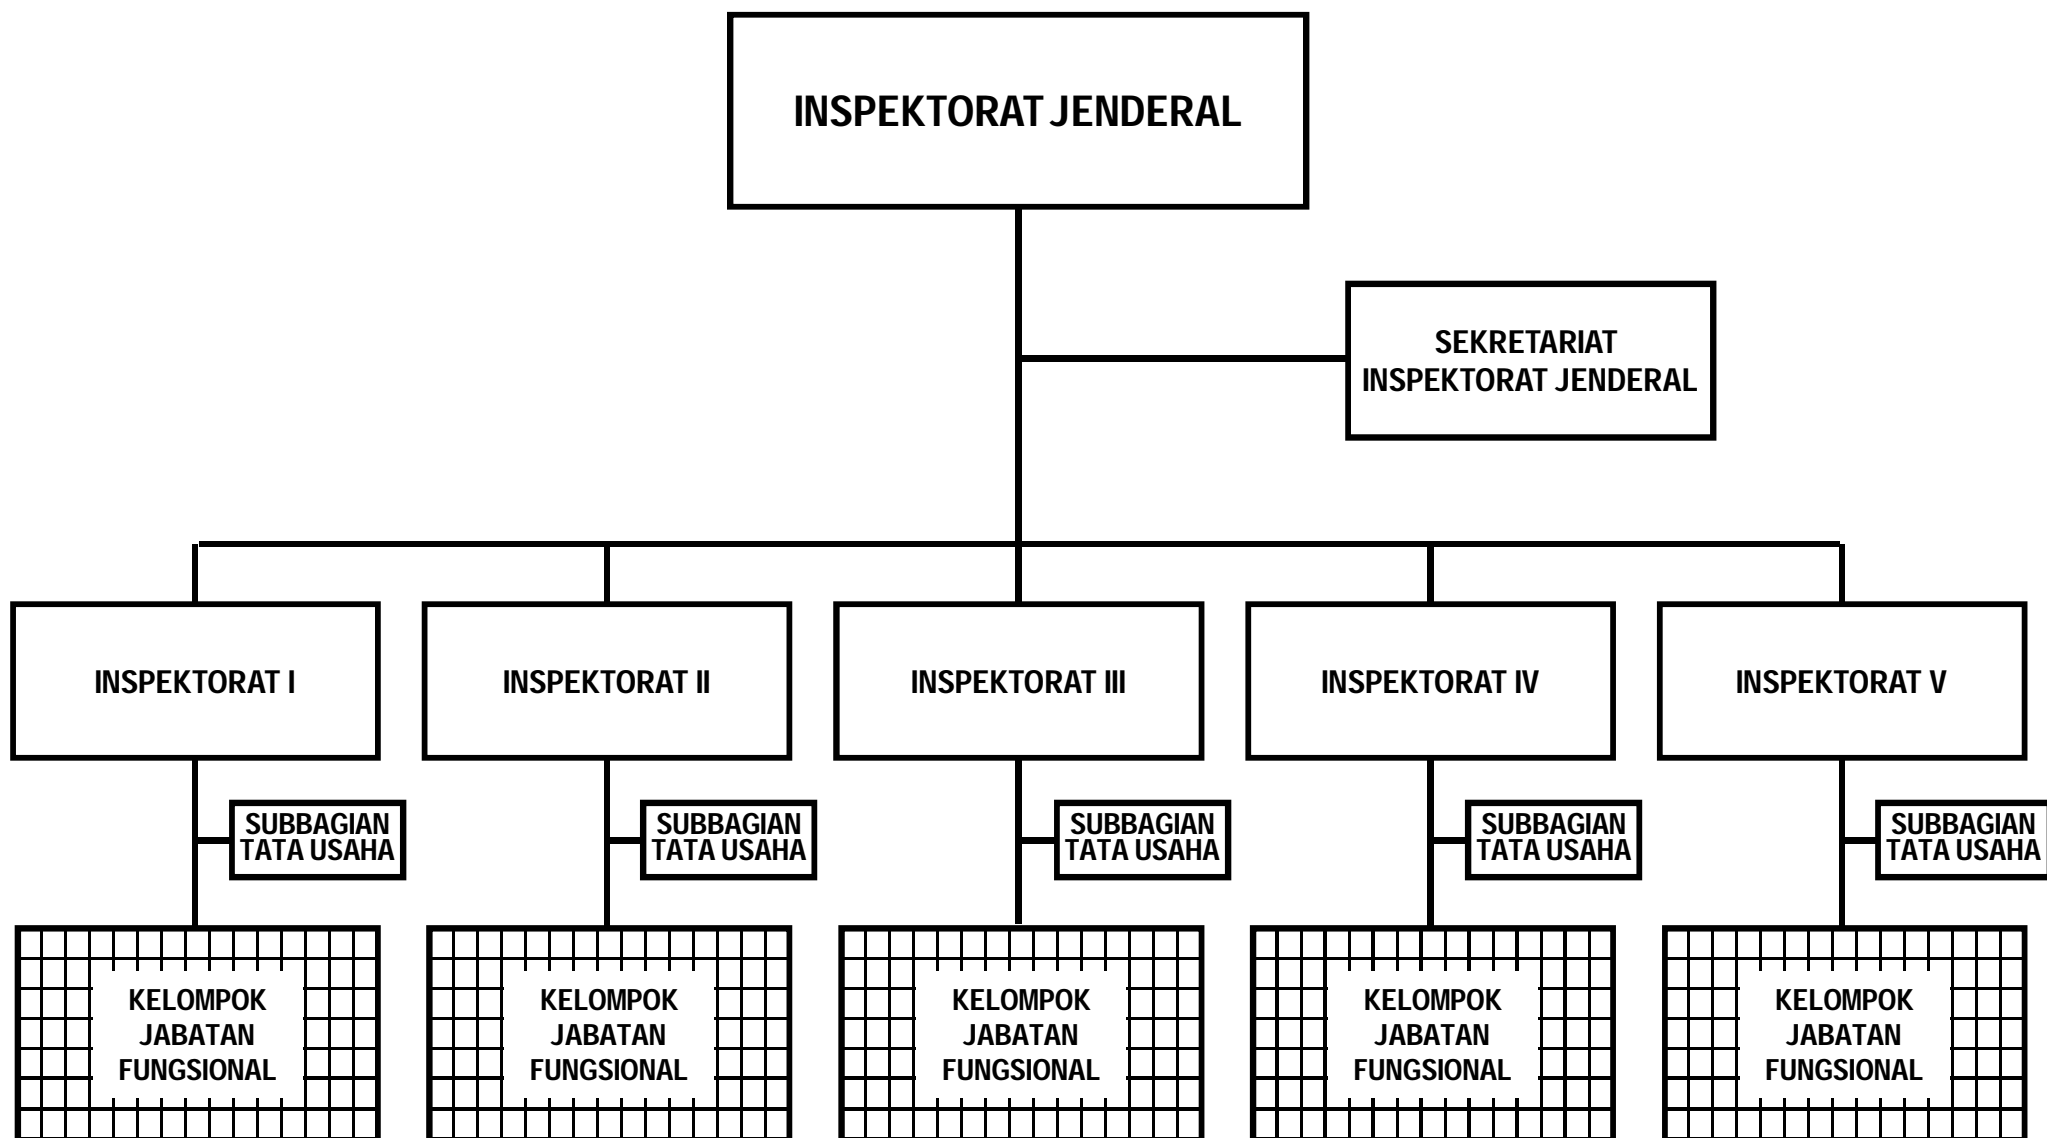 INSPEKTORAT JENDERAL
SEKRETARIAT
INSPEKTORAT JENDERAL
INSPEKTORAT I
INSPEKTORAT II
INSPEKTORAT III
INSPEKTORAT IV
INSPEKTORAT V
SUBBAGIAN
TATA USAHA
SUBBAGIAN
TATA USAHA
SUBBAGIAN
TATA USAHA
SUBBAGIAN
TATA USAHA
SUBBAGIAN
TATA USAHA
KELOMPOK
JABATAN
FUNGSIONAL
KELOMPOK
JABATAN
FUNGSIONAL
KELOMPOK
JABATAN
FUNGSIONAL
KELOMPOK
JABATAN
FUNGSIONAL
KELOMPOK
JABATAN
FUNGSIONAL